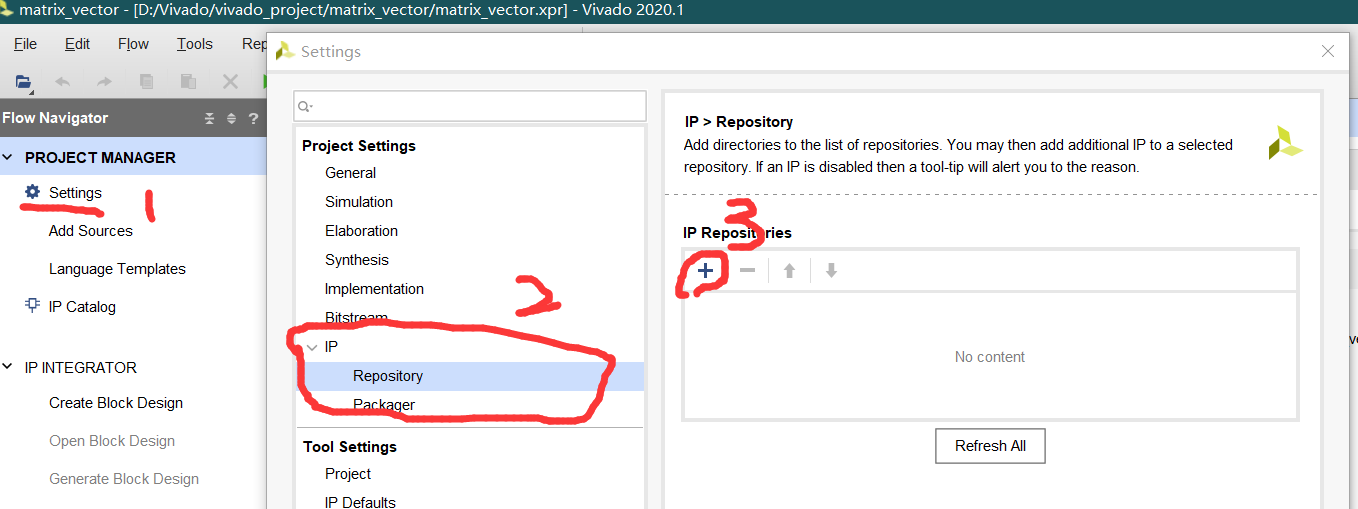 matrix_vector - [D:/Vivado/vivado_project/matrix_vector/matrix_vector.xpr] - Vivado 2020.1
File Edit Flow Tools Rep
Settings
Flow Navigator
PROJECT MANAGER
Settings
1
Add Sources
Language Templates
IP Catalog
IP INTEGRATOR
Create Block Design
Open Block Design
Generate Block Design
Project Settings
General
Simulation
Elaboration
Synthesis
Implementation
2
Bitstream
IP
Repository
Packager
Tool Settings
Project
IP Defaults
IP > Repository
Add directories to the list of repositories. You may then add additional IP to a selected
repository. If an IP is disabled then a tool-tip will alert you to the reason.
3
IP Repositories
No content
Refresh All